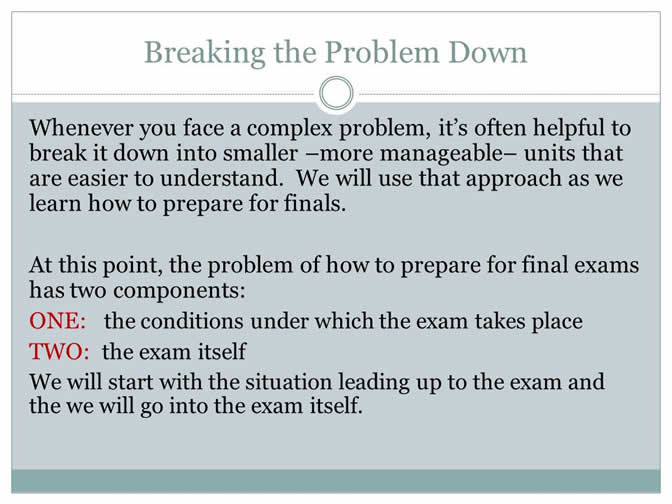 Breaking the Problem Down
Whenever you face a complex problem, it's often helpful to
break it down into smaller –more manageable– units that
are easier to understand.  We will use that approach as we
learn how to prepare for finals.
At this point, the problem of how to prepare for final exams
has two components:
ONE:   the conditions under which the exam takes place
TWO:  the exam itself
We will start with the situation leading up to the exam and
the we will go into the exam itself.